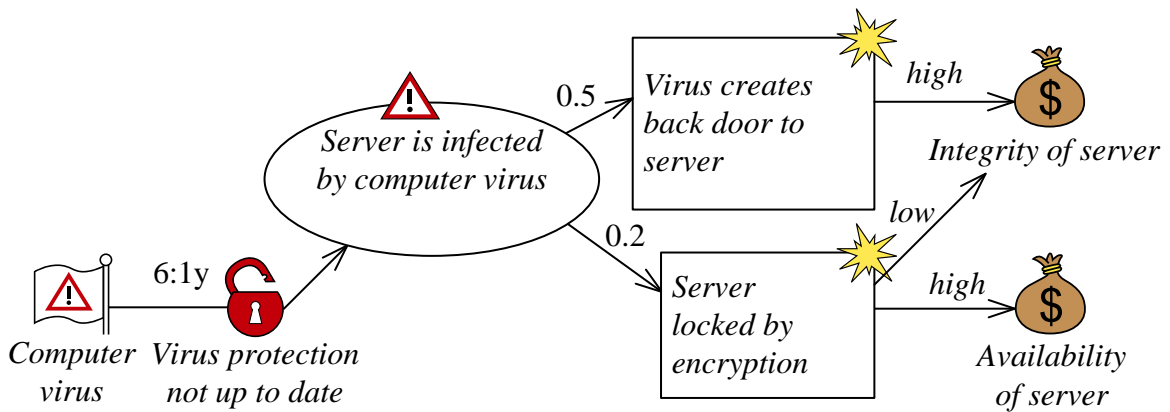 Computer
virus
6:1y
Virus protection
not up to date
!
!
Server is infected
by computer virus
0.5
0.2
Virus creates
back door to
server
Server
locked by
encryption
high
low
high
$
Integrity of server
$
Availability
of server